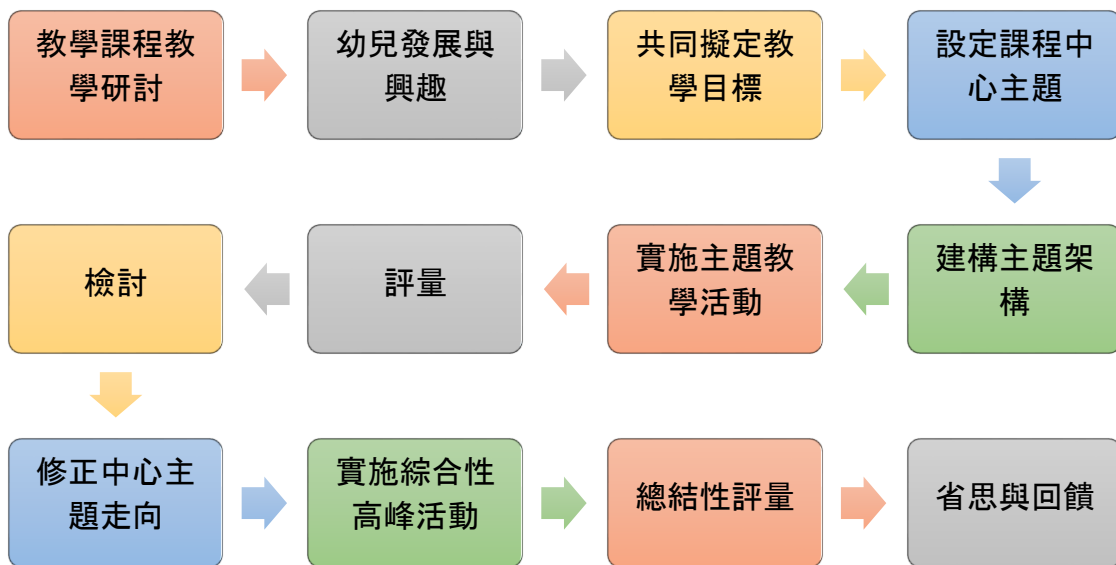 教學課程教
學研討
幼兒發展與
興趣
共同擬定教
學目標
設定課程中
心主題
建構主題架
構
實施主題教
學活動
評量
檢討
修正中心主
題走向
實施綜合性
高峰活動
總結性評量
省思與回饋